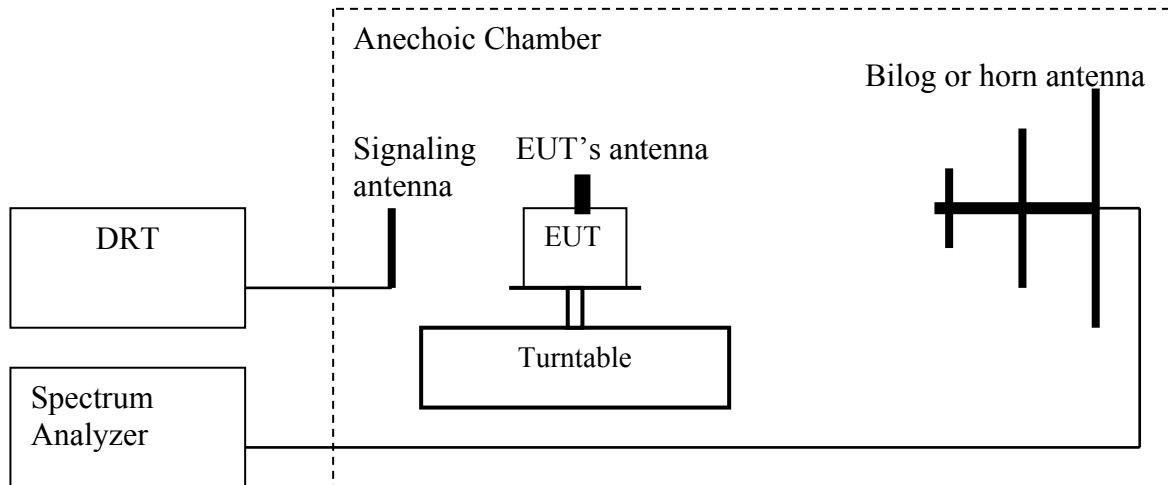 Anechoic Chamber
Bilog or horn antenna
Signaling
antenna
EUT’s antenna
DRT
EUT
Turntable
Spectrum
Analyzer